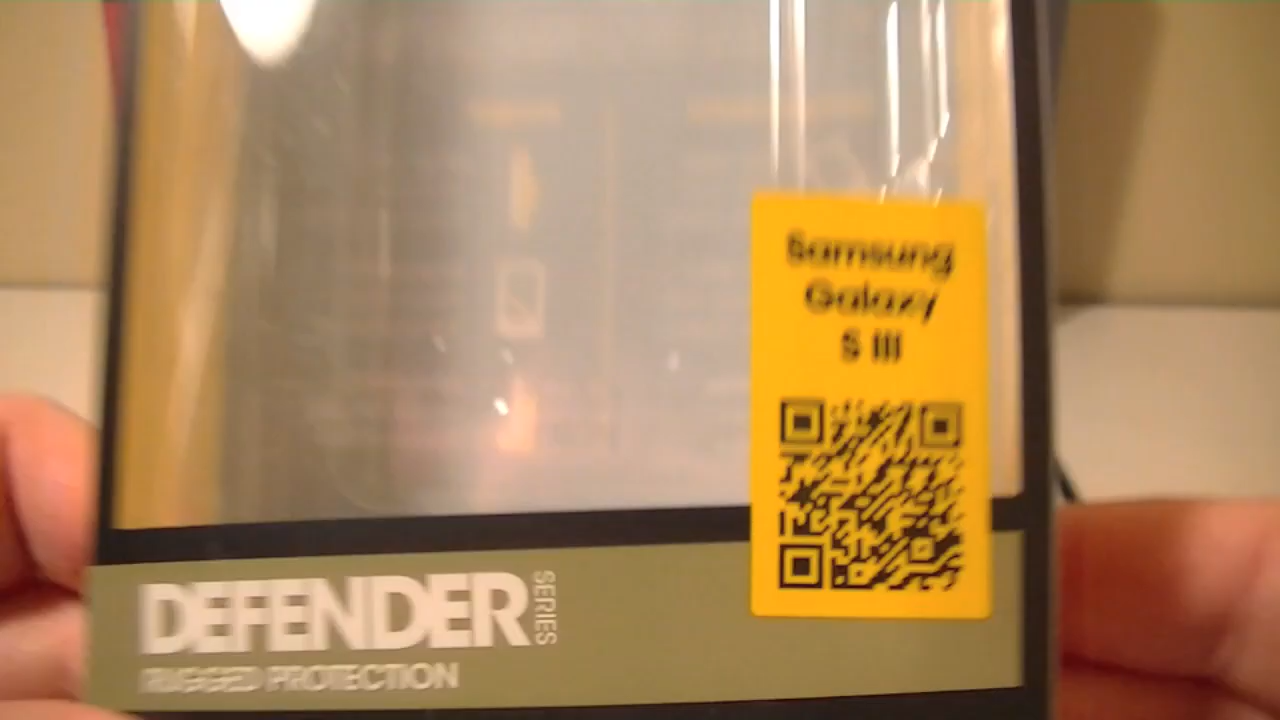 Samsung
Galaxy
S III
DEFENDER SERIES
RUGGED PROTECTION